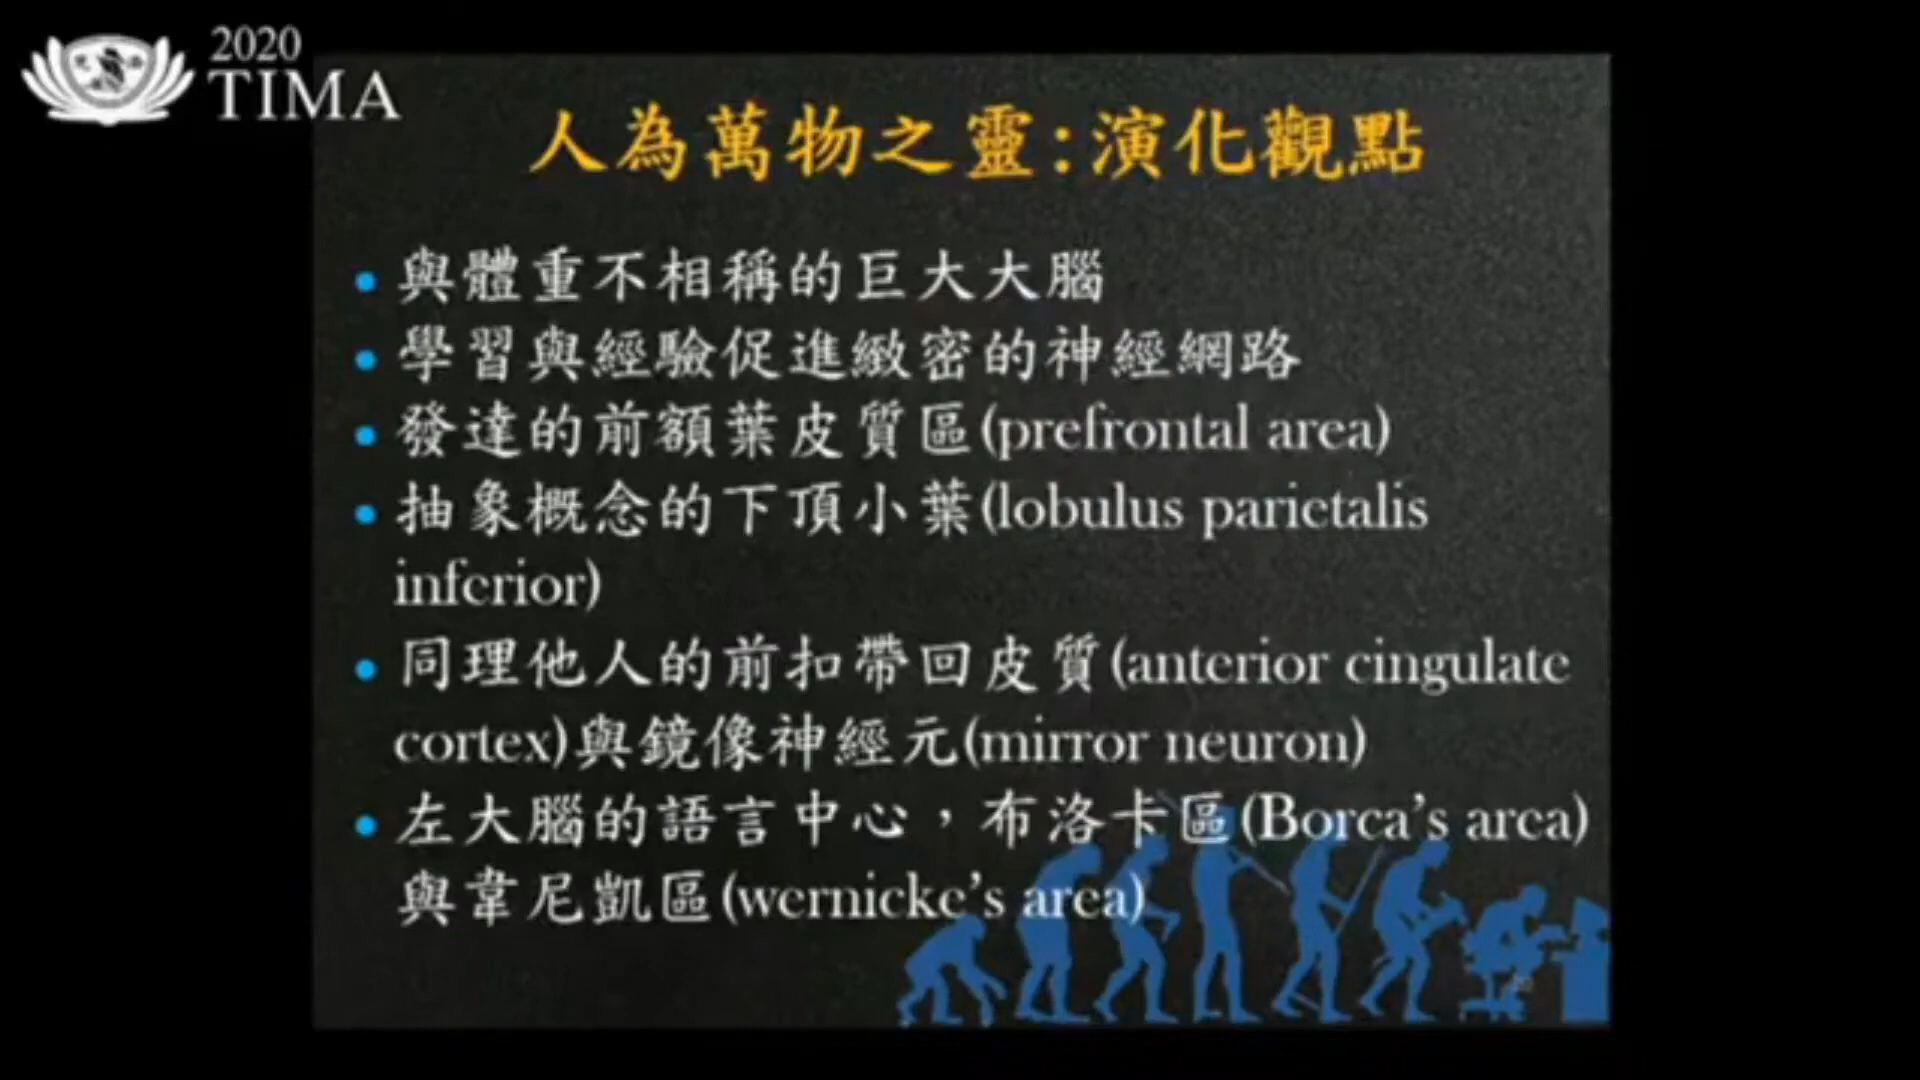 2020
TIMA
人為萬物之靈:演化觀點
與體重不相稱的巨大大腦
學習與經驗促進緻密的神經網路
發達的前額葉皮質區(prefrontal area)
抽象概念的下頂小葉(lobulus parietalis
inferior)
同理他人的前扣帶回皮質(anterior cingulate
cortex)與鏡像神經元(mirror neuron)
左大腦的語言中心，布洛卡區(Borca's area)
與韋尼凱區(wernicke's area)
20